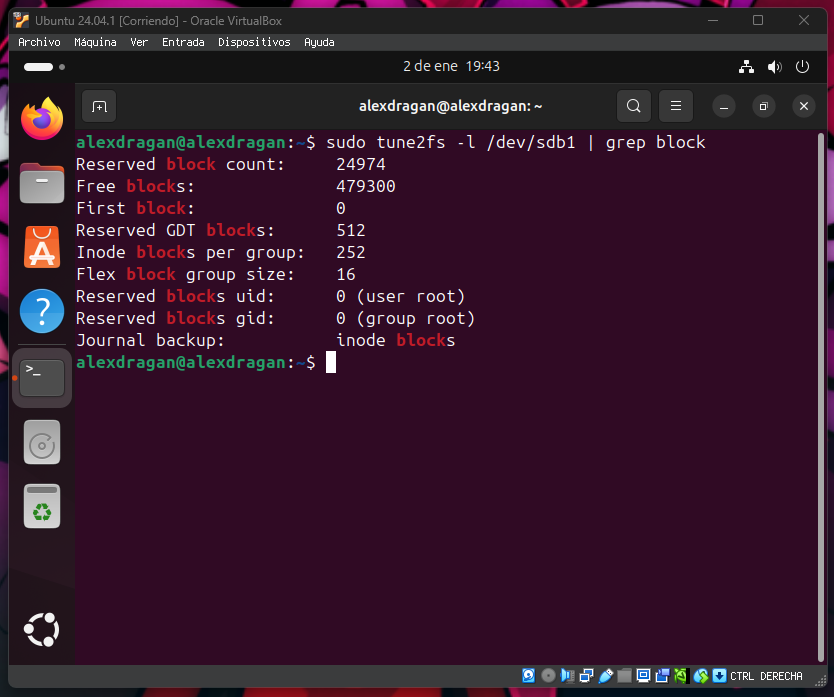 Ubuntu 24.04.1 [Corriendo] - Oracle VirtualBox
Archivo Máquina Ver Entrada Dispositivos Ayuda
2 de ene 19:43
alexdragan@alexdragan: ~
alexdragan@alexdragan:~$ sudo tune2fs -l /dev/sdb1 | grep block
Reserved block count: 24974
Free blocks: 479300
First block: 0
Reserved GDT blocks: 512
Inode blocks per group: 252
Flex block group size: 16
Reserved blocks uid: 0 (user root)
Reserved blocks gid: 0 (group root)
Journal backup: inode blocks
alexdragan@alexdragan:~$
CTRL DERECHA